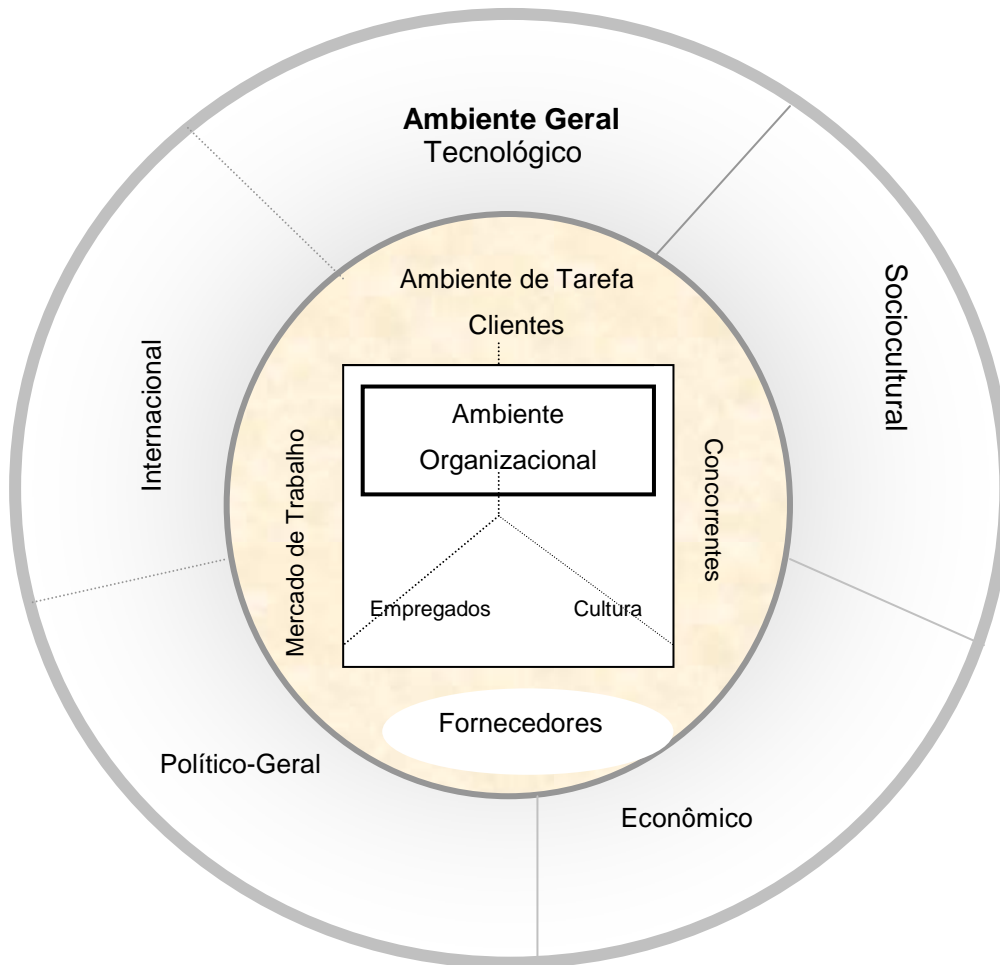 Ambiente Geral
Tecnológico
Sociocultural
Internacional
Ambiente de Tarefa
Clientes
Ambiente
Organizacional
Mercado de Trabalho
Concorrentes
Empregados
Cultura
Fornecedores
Político-Geral
Econômico